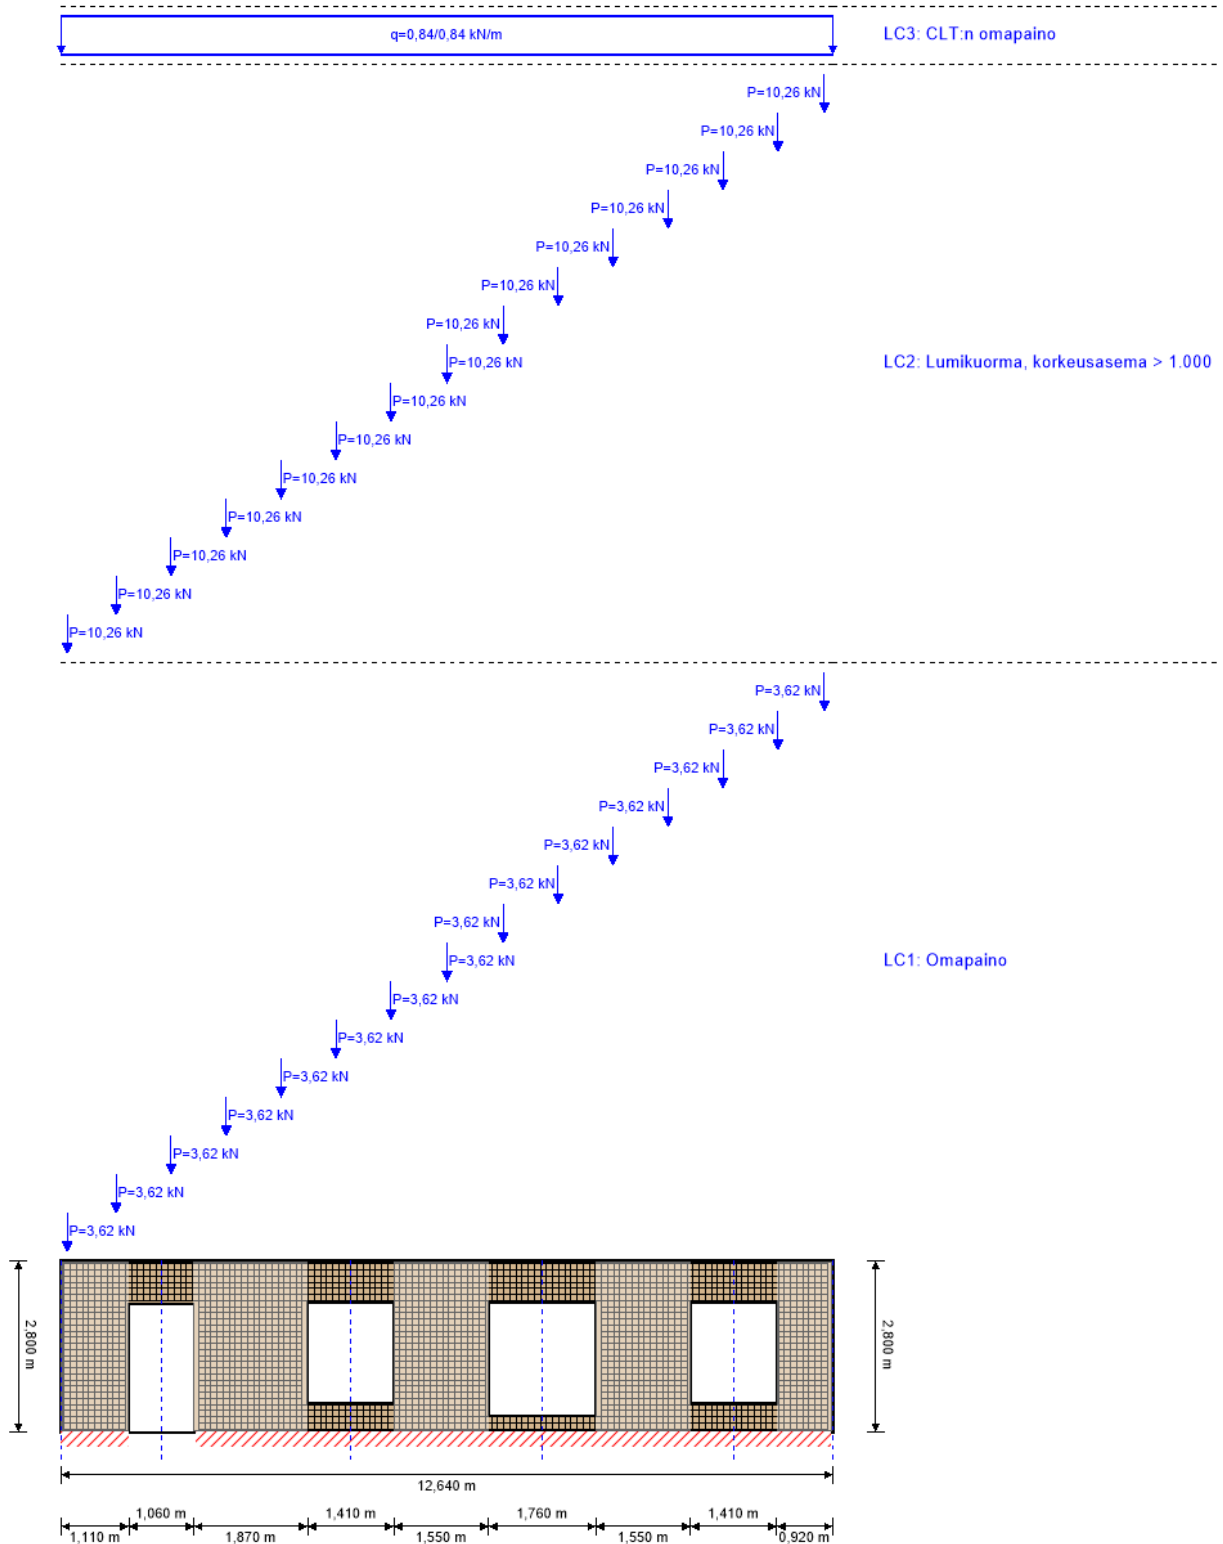 q=0,84/0,84 kN/m
LC3: CLT:n omapaino
P=10,26 kN
P=10,26 kN
P=10,26 kN
P=10,26 kN
P=10,26 kN
P=10,26 kN
P=10,26 kN
P=10,26 kN
LC2: Lumikuorma, korkeusasema > 1.000
P=10,26 kN
P=10,26 kN
P=10,26 kN
P=10,26 kN
P=10,26 kN
P=10,26 kN
P=10,26 kN
P=3,62 kN
P=3,62 kN
P=3,62 kN
P=3,62 kN
P=3,62 kN
P=3,62 kN
P=3,62 kN
P=3,62 kN
LC1: Omapaino
P=3,62 kN
P=3,62 kN
P=3,62 kN
P=3,62 kN
P=3,62 kN
P=3,62 kN
P=3,62 kN
2,800 m
2,800 m
12,640 m
1,060 m
1,410 m
1,760 m
1,410 m
1,110 m
1,870 m
1,550 m
1,550 m
0,920 m